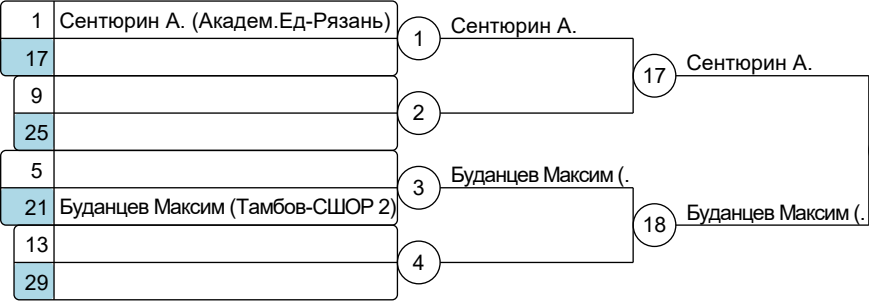 1 Сентюрин А. (Академ.Ед-Рязань)
17
1 Сентюрин А.
9
25
2
17 Сентюрин А.
5
21 Буданцев Максим (Тамбов-СШОР 2)
3 Буданцев Максим (.
13
29
4
18 Буданцев Максим (.